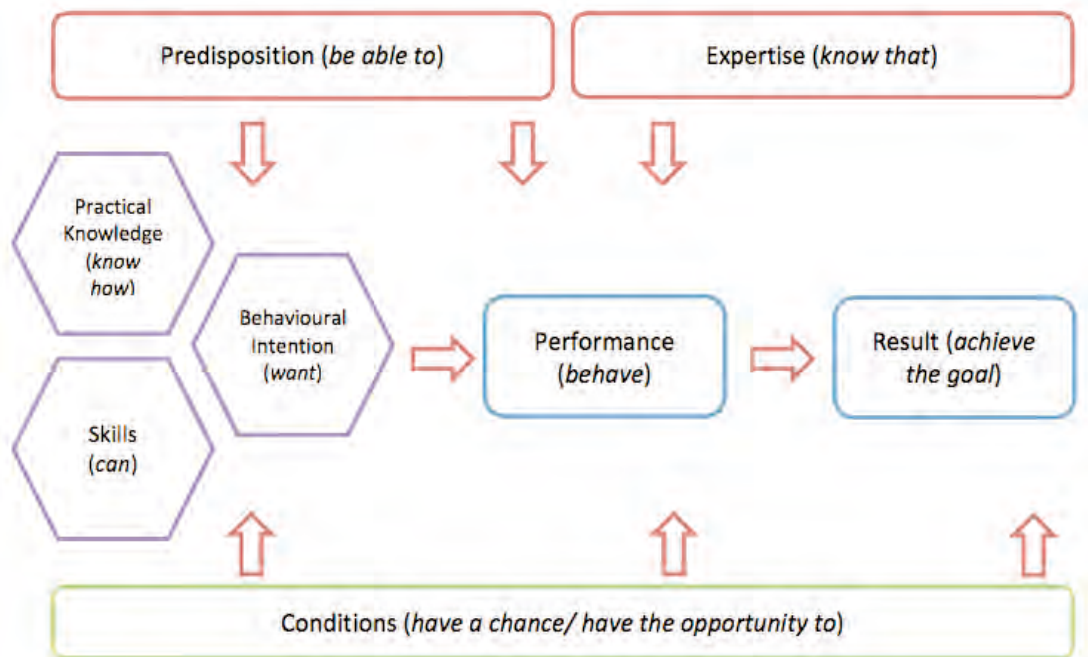 Predisposition (be able to)
Expertise (know that)
Practical
Knowledge
(know
how)
Behavioural
Intention
(want)
Skills
(can)
Performance
(behave)
Result (achieve
the goal)
Conditions (have a chance/ have the opportunity to)